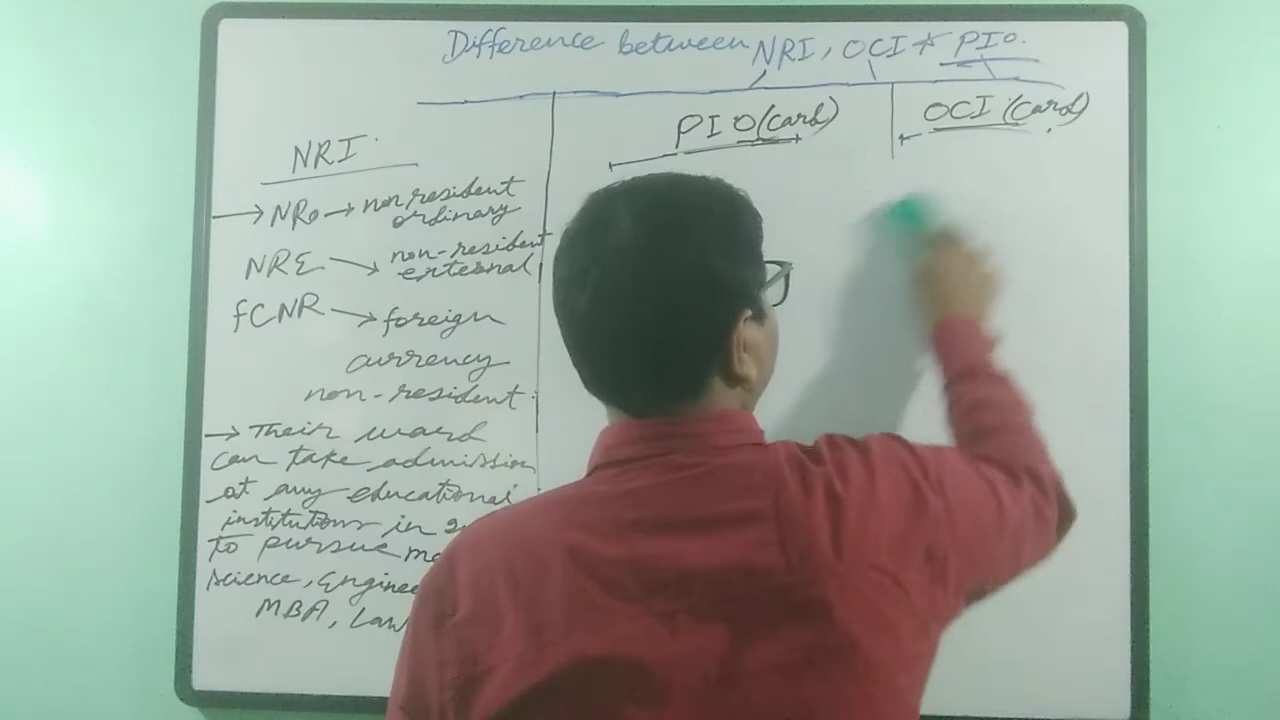 Difference between NRI, OCI & PIO.
NRI
PIO (Card)
OCI (Card)
→ NRO → non resident
ordinary
NRE → non-resident
external
FCNR → foreign
currency
non-resident.
→ Their ward
can take admission
at any educational
institutions in
to pursue
science,
MBA, Law